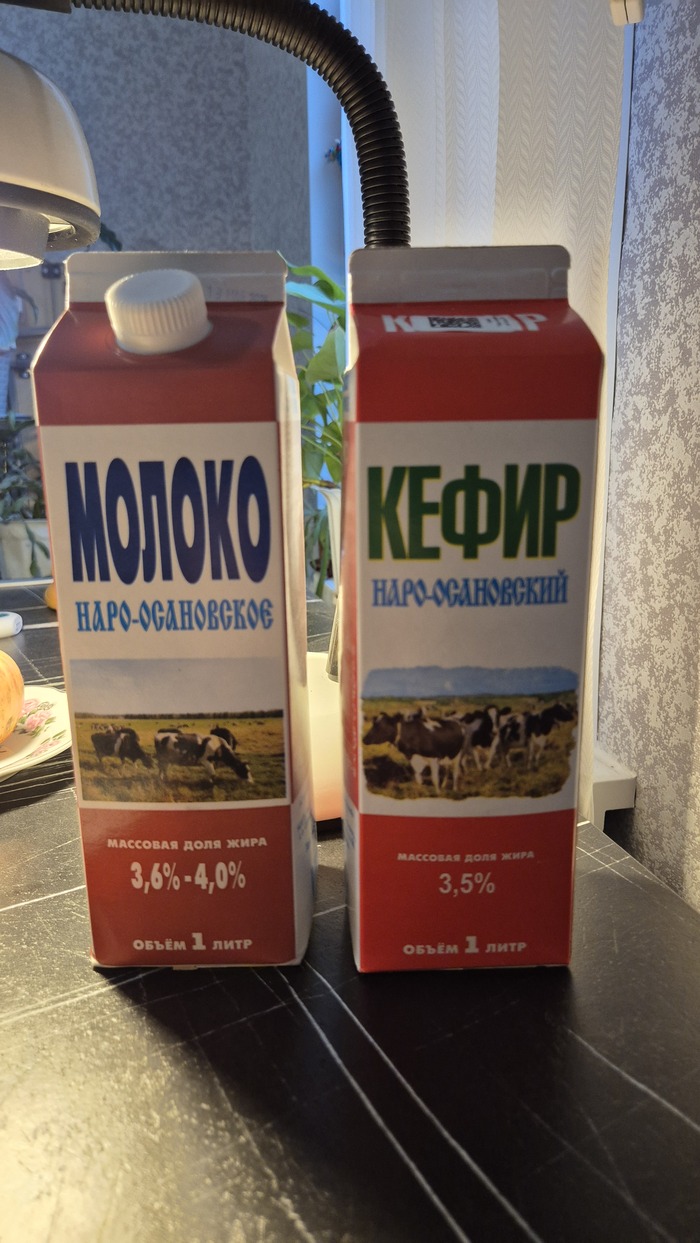 МОЛОКО
НАРО-ОСАНОВСКОЕ
МАССОВАЯ ДОЛЯ ЖИРА
3,6% - 4,0%
ОБЪЁМ 1 ЛИТР
КЕФИР
НАРО-ОСАНОВСКИЙ
МАССОВАЯ ДОЛЯ ЖИРА
3,5%
ОБЪЁМ 1 ЛИТР